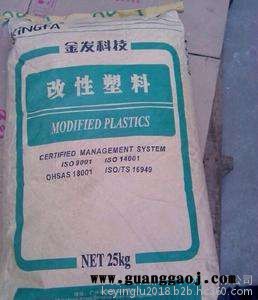 KINGFA
金发科技
改性塑料
MODIFIED PLASTICS
CERTIFIED MANAGEMENT SYSTEM
ISO 9001 ISO 14001
OHSAS 18001 ISO/TS 16949
NET 25kg
www.guanggaoj.com
keyinglu2018.b2b.hc360.com